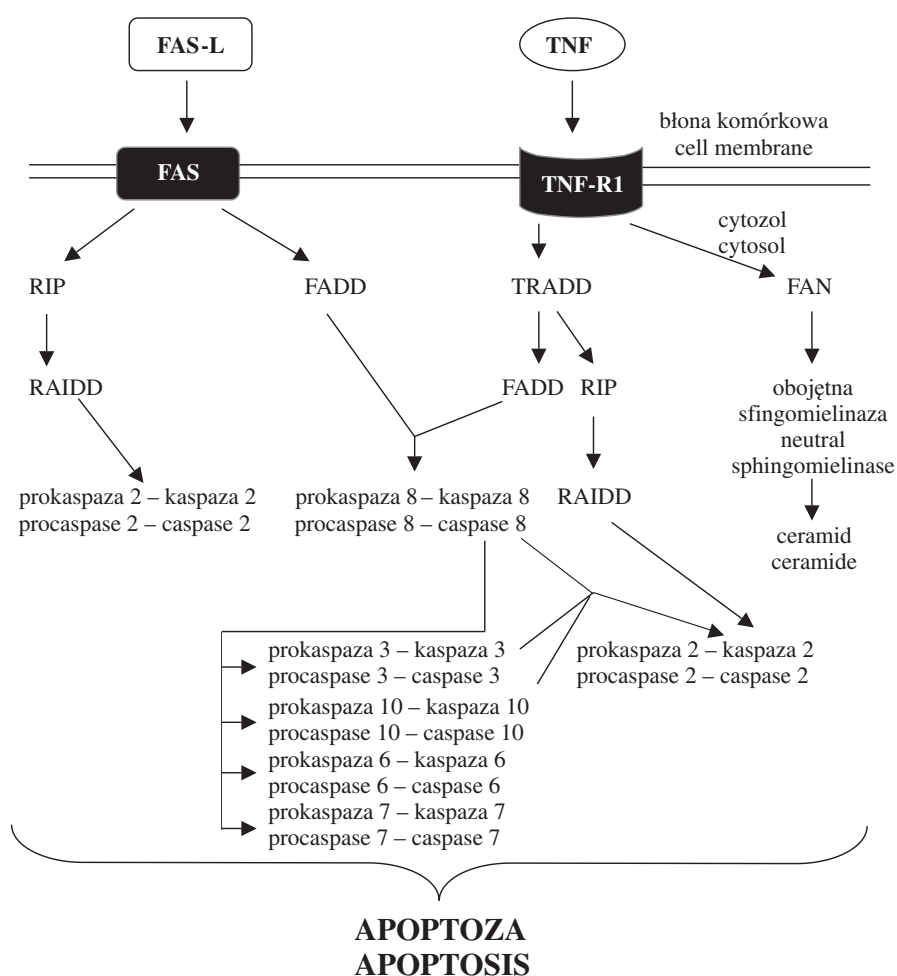 FAS-L
TNF
błona komórkowa
cell membrane
FAS
TNF-R1
cytozol
cytosol
RIP
FADD
TRADD
FAN
RAIDD
FADD
RIP
obojętna
sfingomielinaza
neutral
sphingomielinase
prokaspaza 2 – kaspaza 2
procaspase 2 – caspase 2
prokaspaza 8 – kaspaza 8
procaspase 8 – caspase 8
RAIDD
ceramid
ceramide
prokaspaza 3 – kaspaza 3
procaspase 3 – caspase 3
prokaspaza 2 – kaspaza 2
procaspase 2 – caspase 2
prokaspaza 10 – kaspaza 10
procaspase 10 – caspase 10
prokaspaza 6 – kaspaza 6
procaspase 6 – caspase 6
prokaspaza 7 – kaspaza 7
procaspase 7 – caspase 7
APOPTOZA
APOPTOSIS